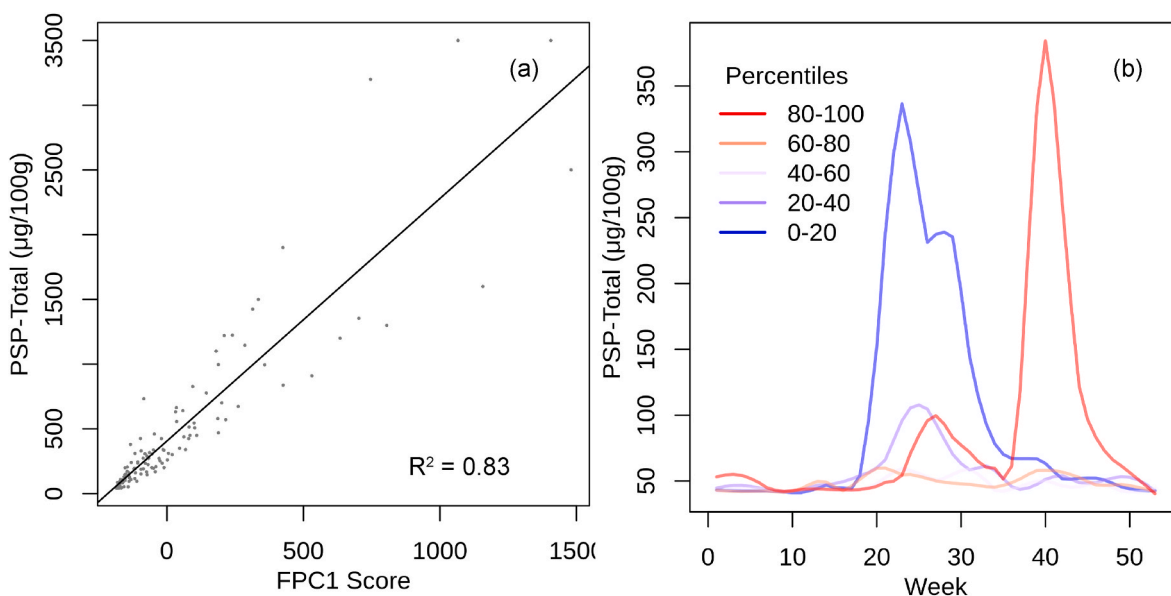 (a)
PSP-Total (µg/100g)
3500
2500
1500
500
0
R² = 0.83
0 500 1000 1500
FPC1 Score
(b)
Percentiles
80-100
60-80
40-60
20-40
0-20
PSP-Total (µg/100g)
350
300
250
200
150
100
50
0 10 20 30 40 50
Week